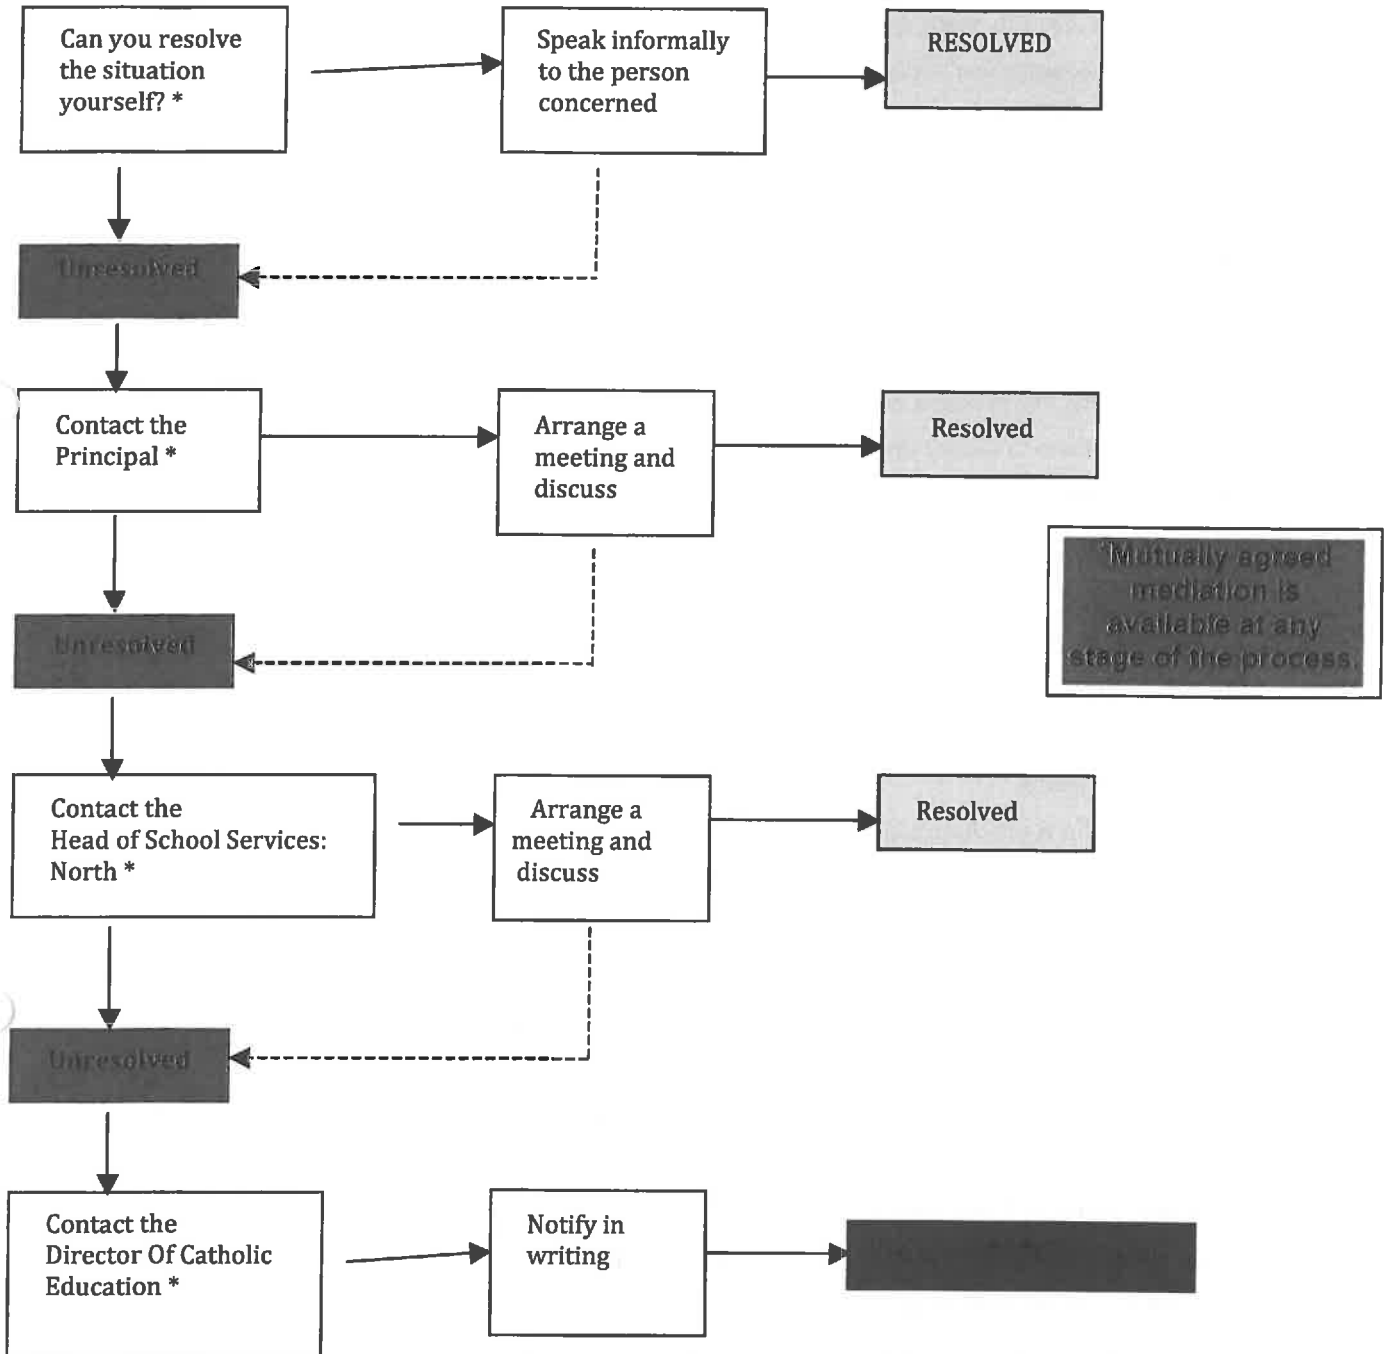 Can you resolve
the situation
yourself? *
Speak informally
to the person
concerned
RESOLVED
Unresolved
Contact the
Principal *
Arrange a
meeting and
discuss
Resolved
*Mutually agreed
mediation is
available at any
stage of the process.
Unresolved
Contact the
Head of School Services:
North *
Arrange a
meeting and
discuss
Resolved
Unresolved
Contact the
Director Of Catholic
Education *
Notify in
writing